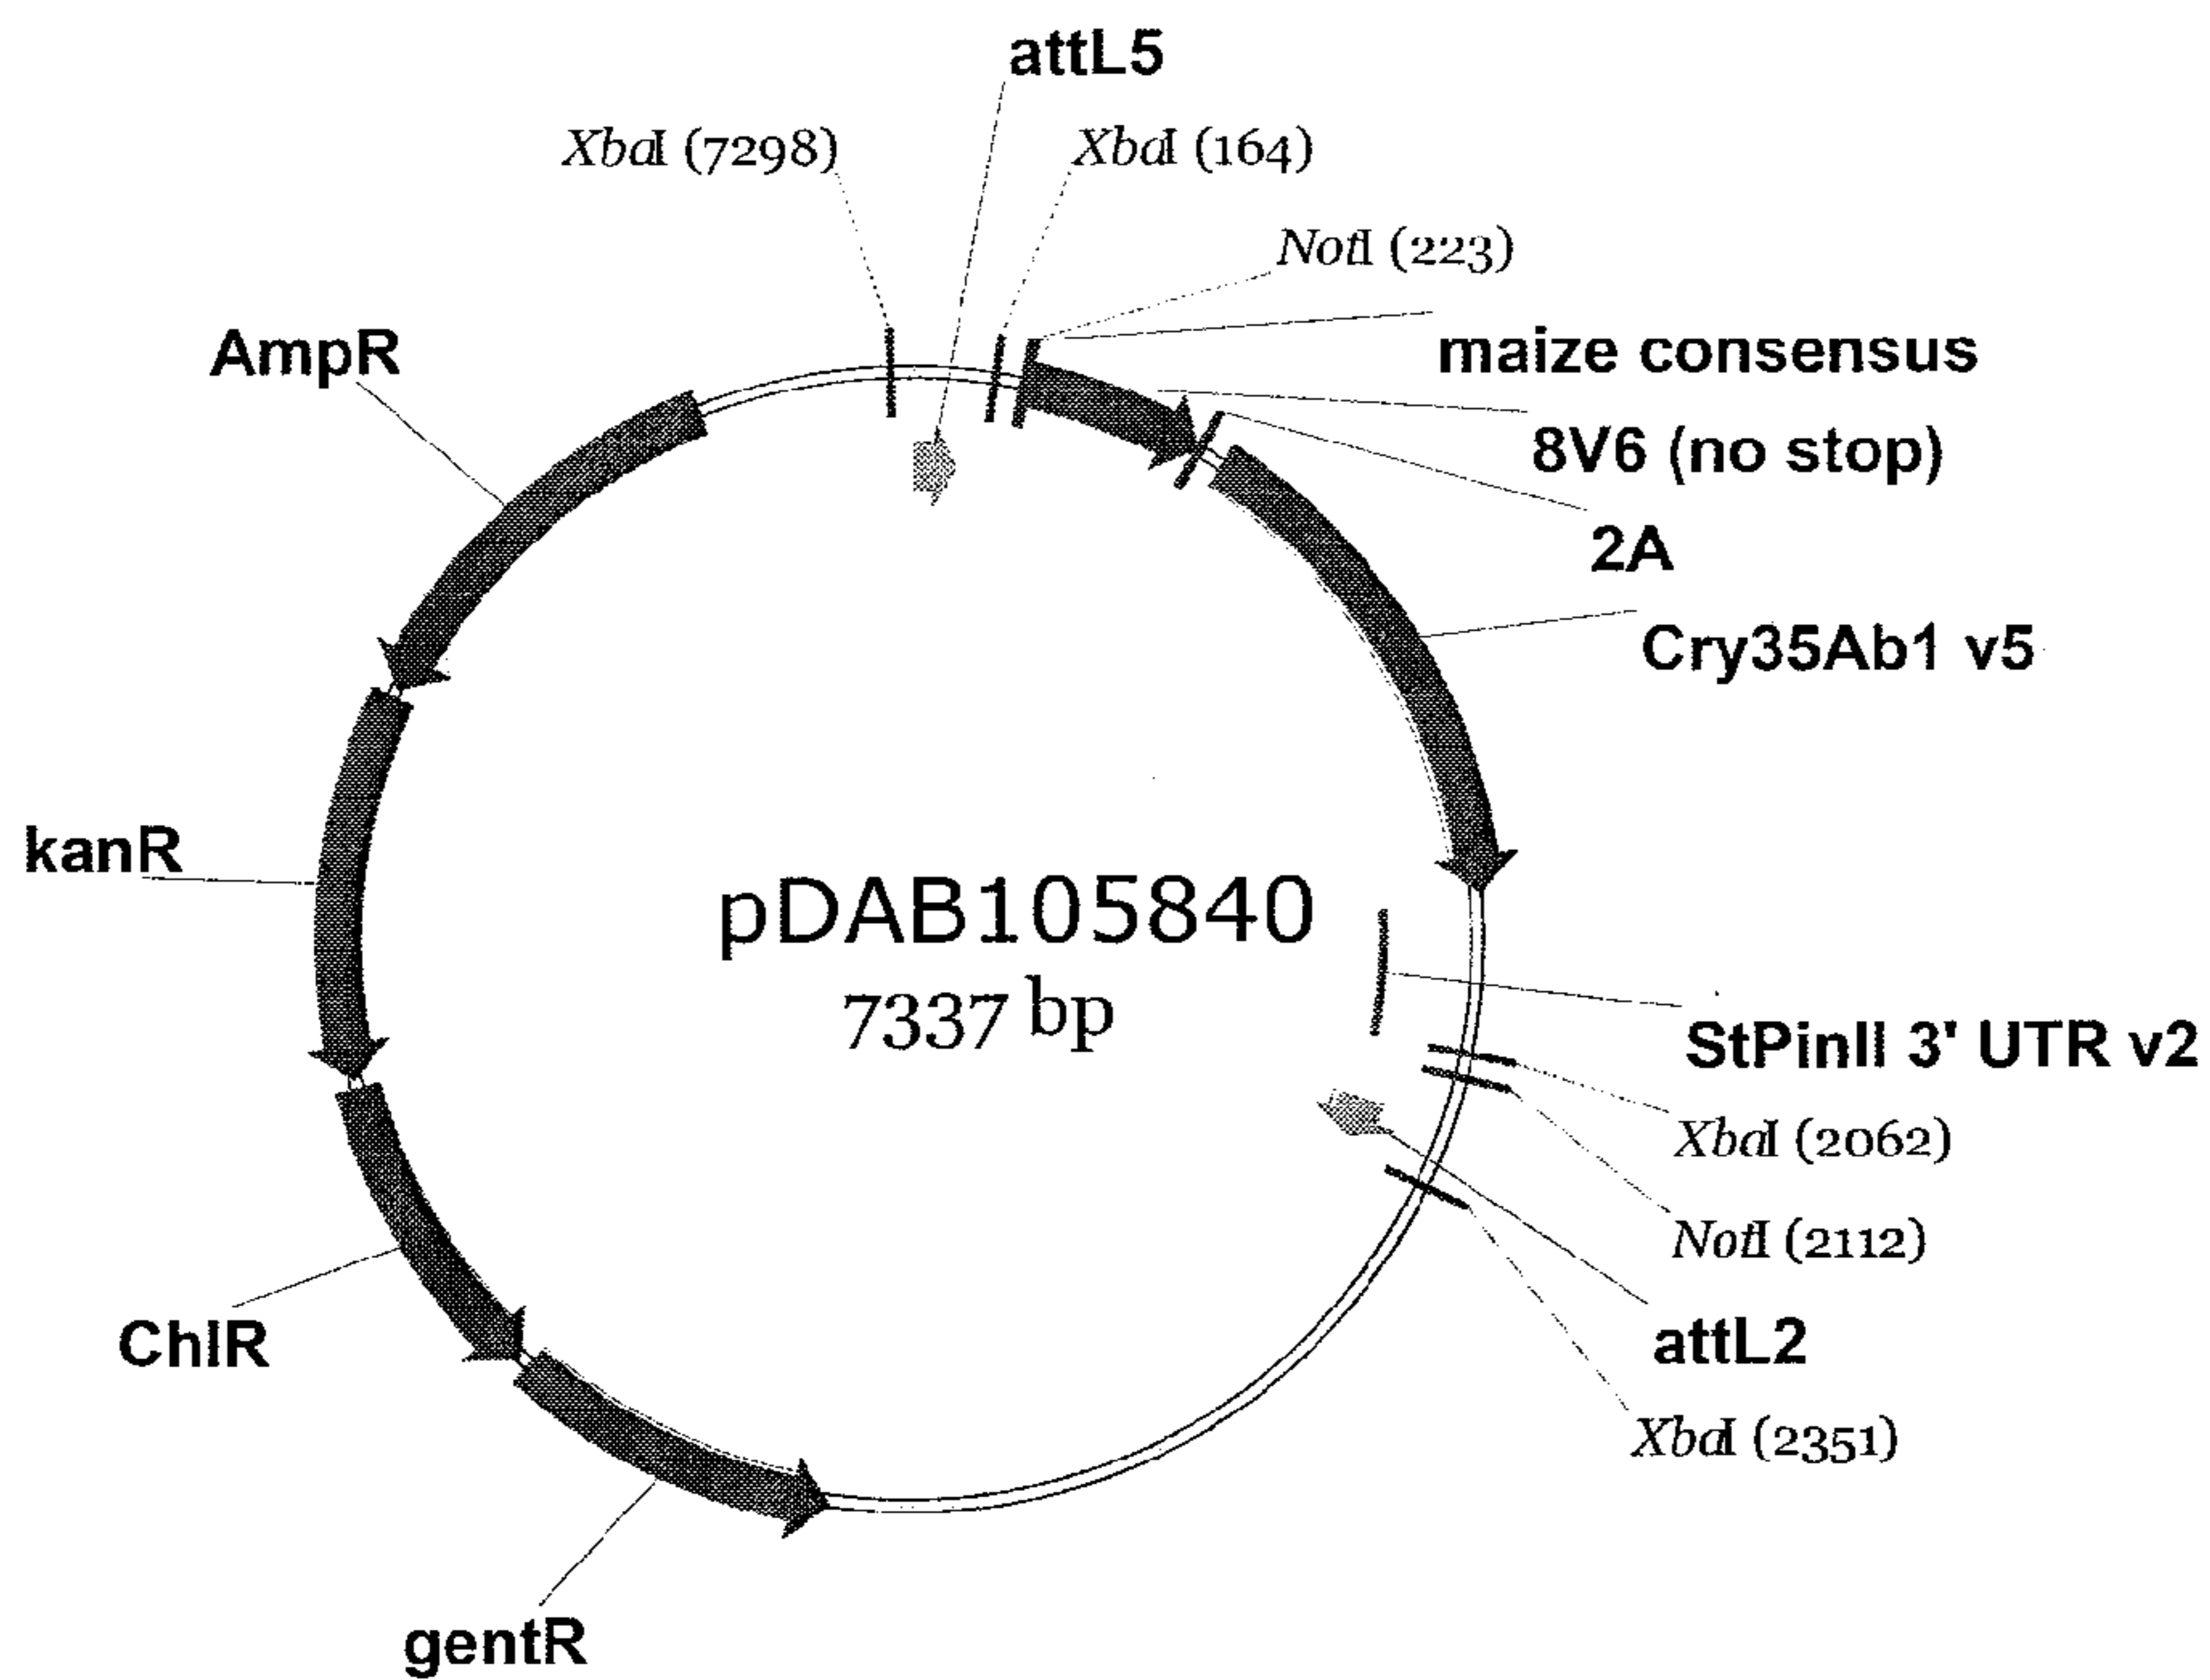 attL5
XbaI (7298)
XbaI (164)
NotI (223)
AmpR
maize consensus
8V6 (no stop)
2A
Cry35Ab1 v5
kanR
pDAB105840
7337 bp
StPinII 3' UTR v2
XbaI (2062)
NotI (2112)
ChlR
attL2
XbaI (2351)
gentR